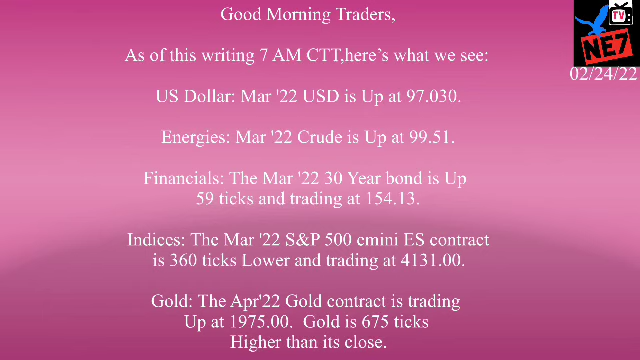 Good Morning Traders,
As of this writing 7 AM CTT,here's what we see:
US Dollar: Mar '22 USD is Up at 97.030.
Energies: Mar '22 Crude is Up at 99.51.
Financials: The Mar '22 30 Year bond is Up
59 ticks and trading at 154.13.
Indices: The Mar '22 S&P 500 emini ES contract
is 360 ticks Lower and trading at 4131.00.
Gold: The Apr'22 Gold contract is trading
Up at 1975.00.  Gold is 675 ticks
Higher than its close.
TV:
NE7
02/24/22